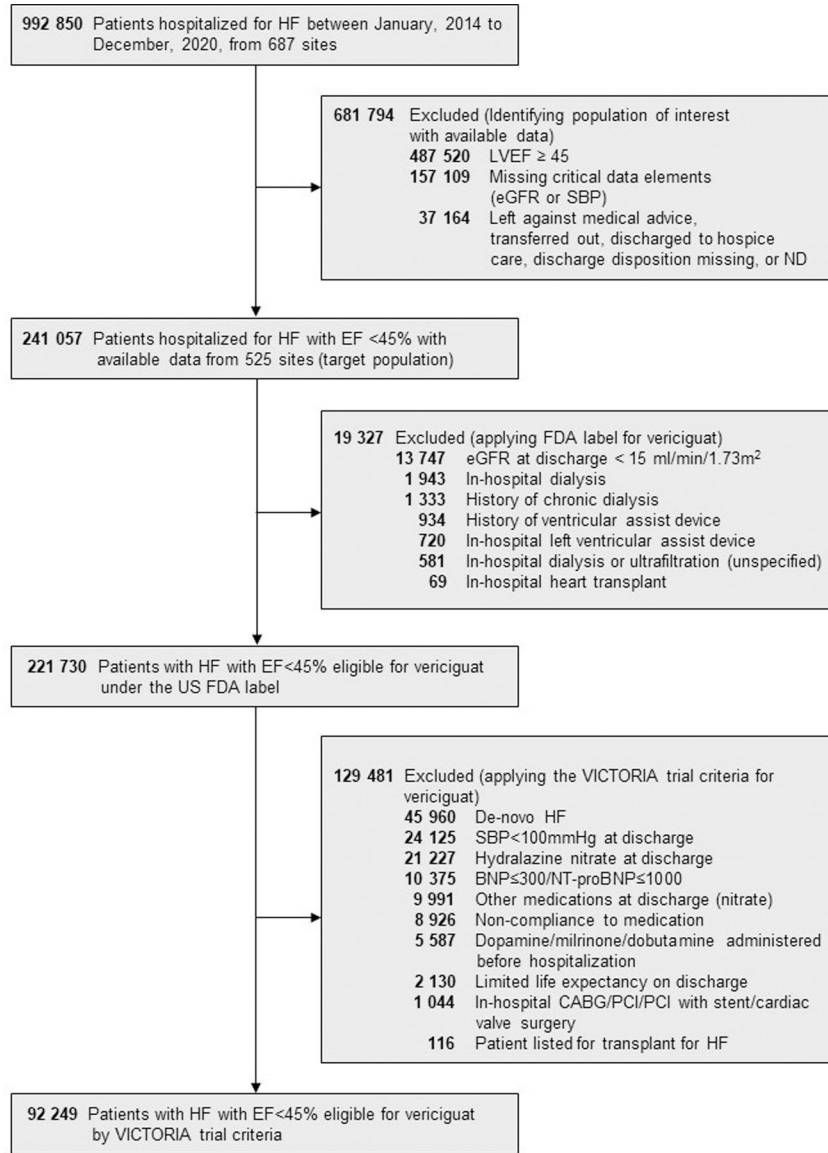 992 850 Patients hospitalized for HF between January, 2014 to
December, 2020, from 687 sites
681 794 Excluded (Identifying population of interest
with available data)
487 520 LVEF ≥ 45
157 109 Missing critical data elements
(eGFR or SBP)
37 164 Left against medical advice,
transferred out, discharged to hospice
care, discharge disposition missing, or ND
241 057 Patients hospitalized for HF with EF <45% with
available data from 525 sites (target population)
19 327 Excluded (applying FDA label for vericiguat)
13 747 eGFR at discharge < 15 ml/min/1.73m²
1 943 In-hospital dialysis
1 333 History of chronic dialysis
934 History of ventricular assist device
720 In-hospital left ventricular assist device
581 In-hospital dialysis or ultrafiltration (unspecified)
69 In-hospital heart transplant
221 730 Patients with HF with EF<45% eligible for vericiguat
under the US FDA label
129 481 Excluded (applying the VICTORIA trial criteria for
vericiguat)
45 960 De-novo HF
24 125 SBP<100mmHg at discharge
21 227 Hydralazine nitrate at discharge
10 375 BNP≤300/NT-proBNP≤1000
9 991 Other medications at discharge (nitrate)
8 926 Non-compliance to medication
5 587 Dopamine/milrinone/dobutamine administered
before hospitalization
2 130 Limited life expectancy on discharge
1 044 In-hospital CABG/PCI/PCI with stent/cardiac
valve surgery
116 Patient listed for transplant for HF
92 249 Patients with HF with EF<45% eligible for vericiguat
by VICTORIA trial criteria